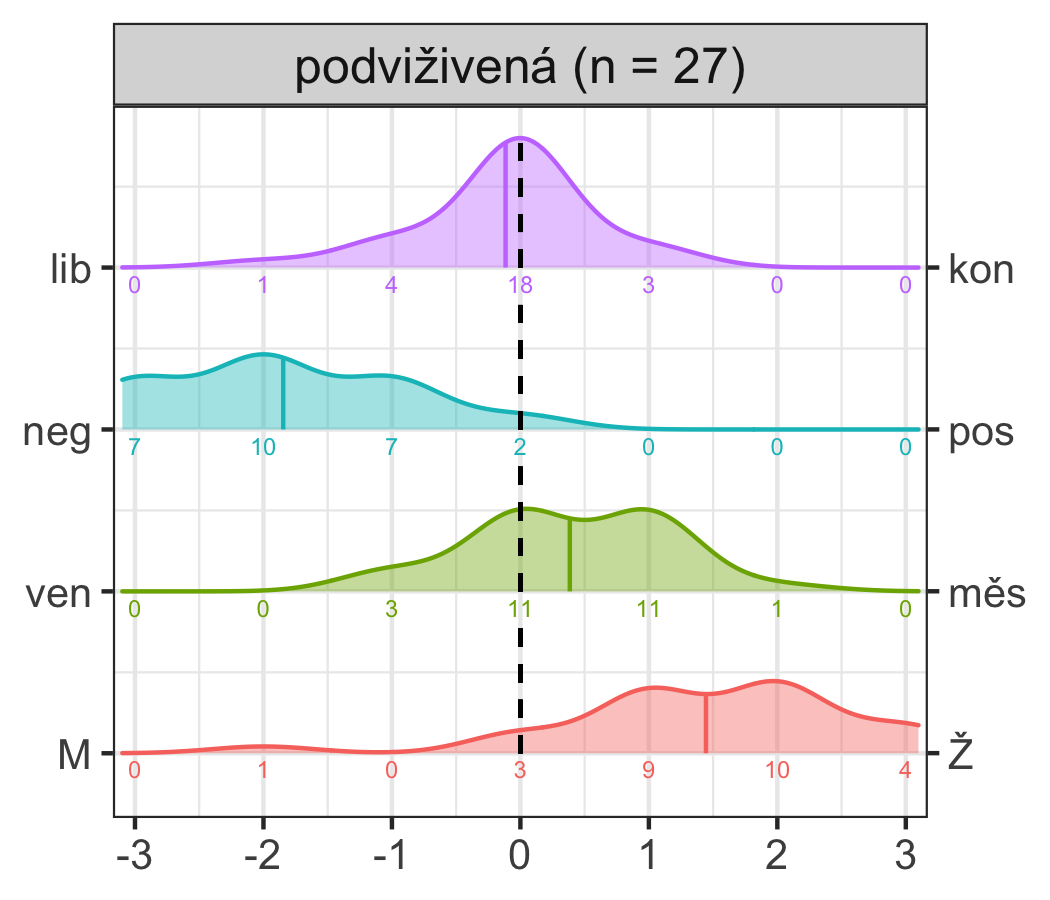 podviživená (n = 27)
lib kon
0 1 4 18 3 0 0
neg pos
7 10 7 2 0 0 0
ven měs
0 0 3 11 11 1 0
M Ž
0 1 0 3 9 10 4
-3 -2 -1 0 1 2 3